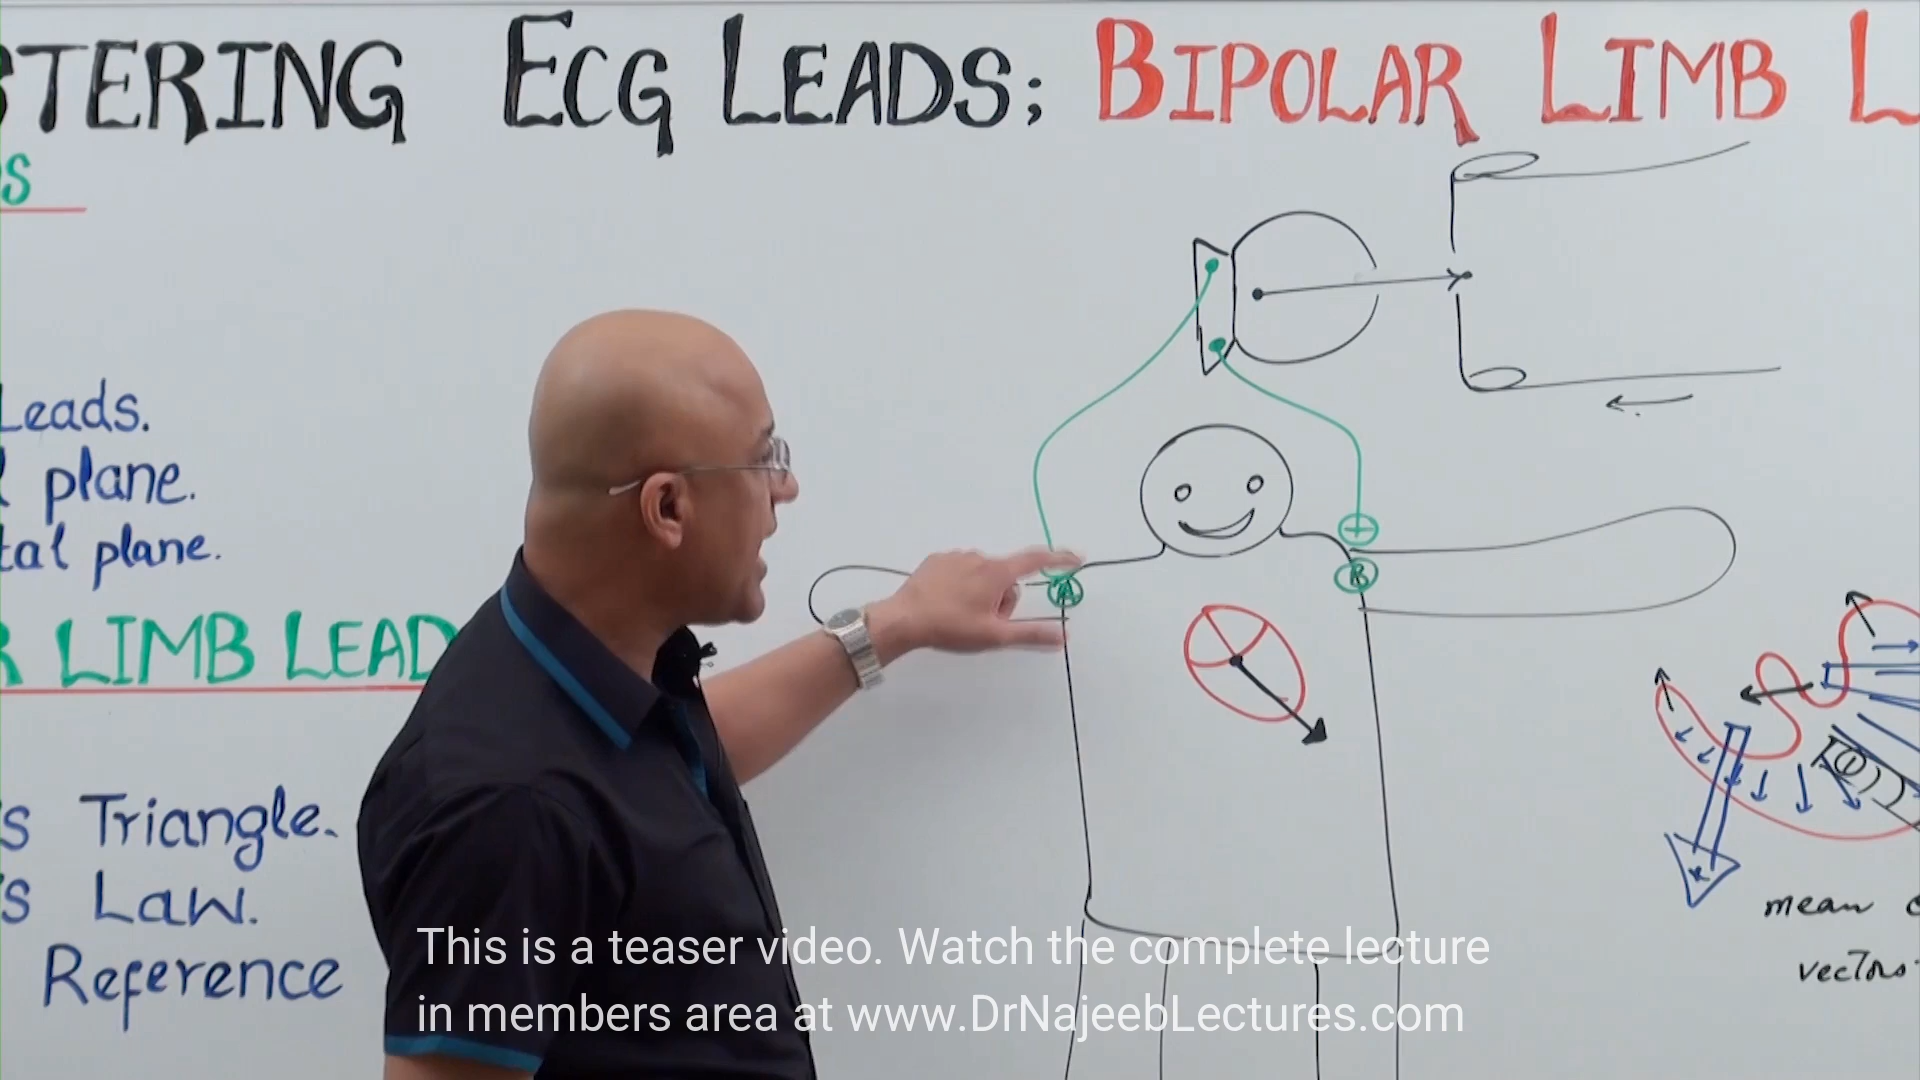 STERING ECG LEADS; BIPOLAR LIMB L
S
Leads.
l plane.
tal plane.
R LIMB LEAD
+
A
B
s Triangle.
s Law.
Reference
mean
vectors
This is a teaser video. Watch the complete lecture
in members area at www.DrNajeebLectures.com